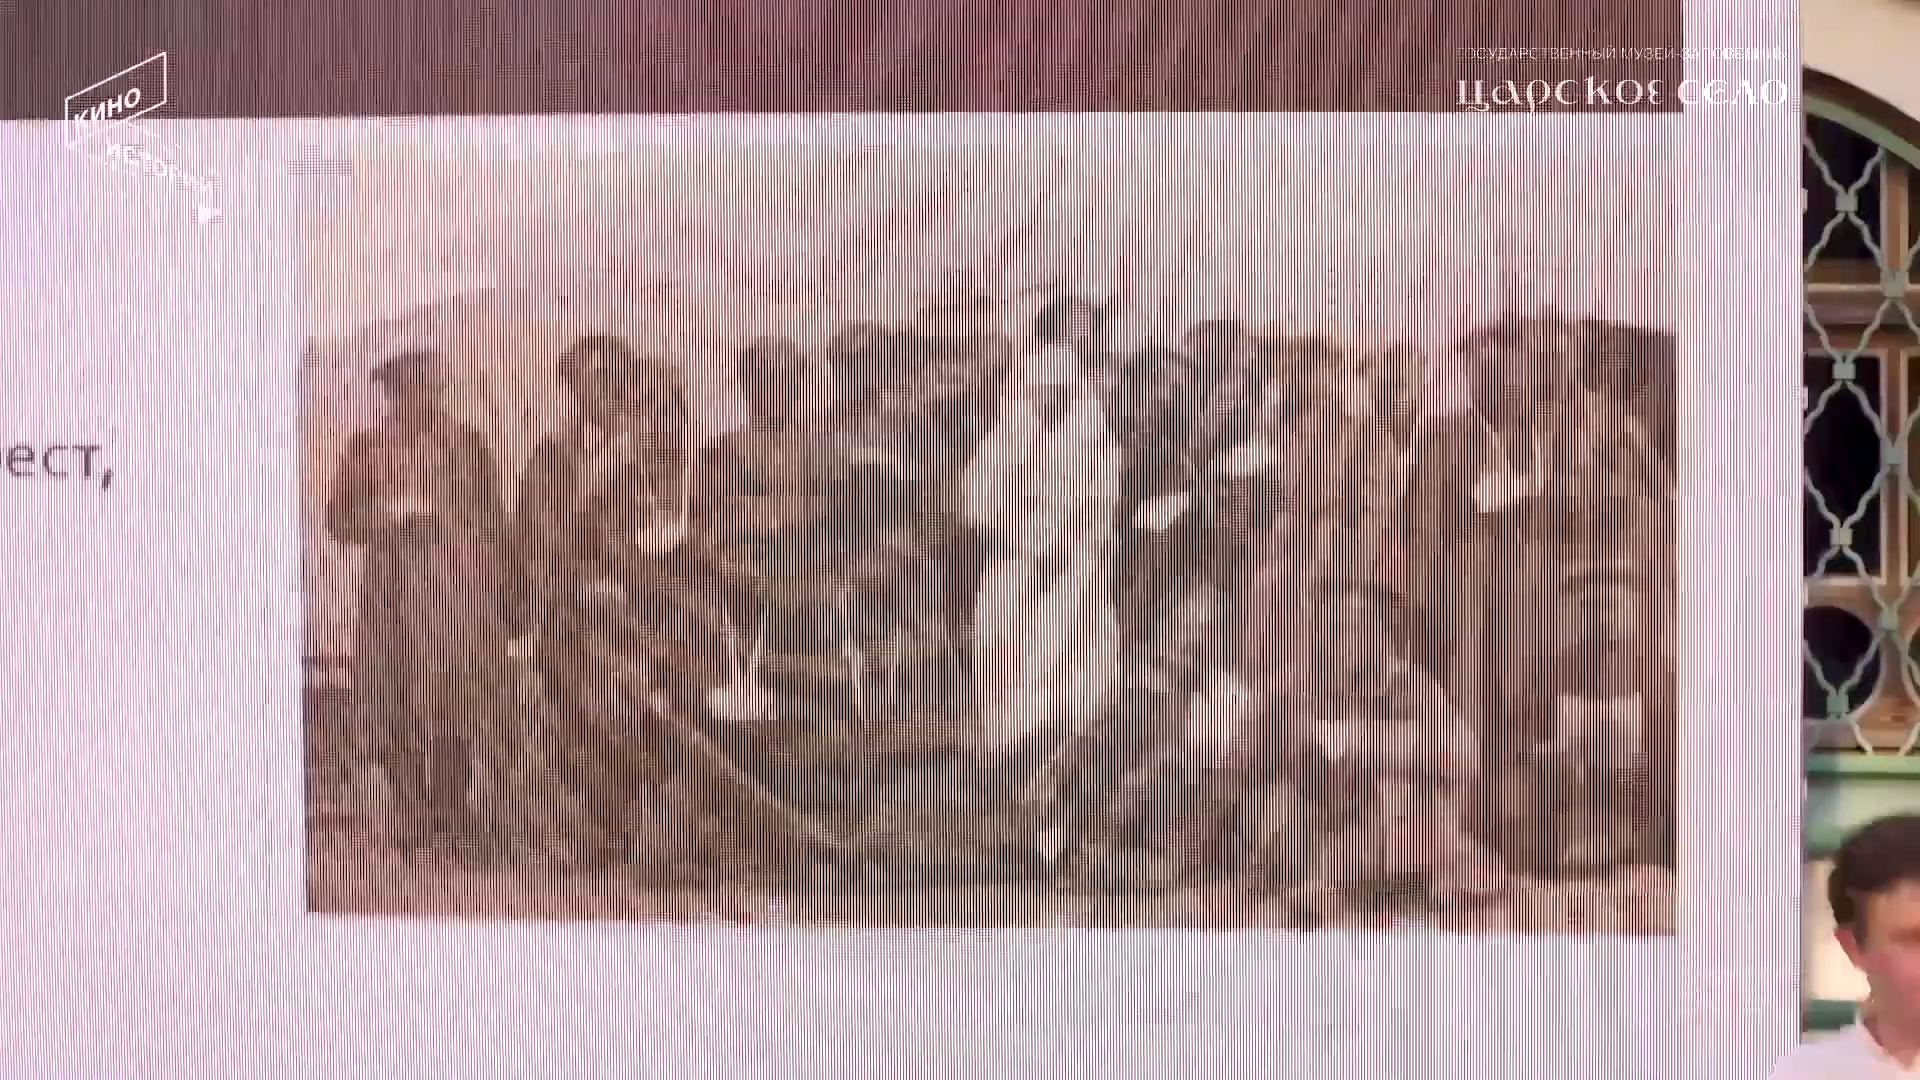 КИНО
ИСТОРИИ
ГОСУДАРСТВЕННЫЙ МУЗЕЙ-ЗАПОВЕДНИК
ЦАРСКОЕ СЕЛО
ест,